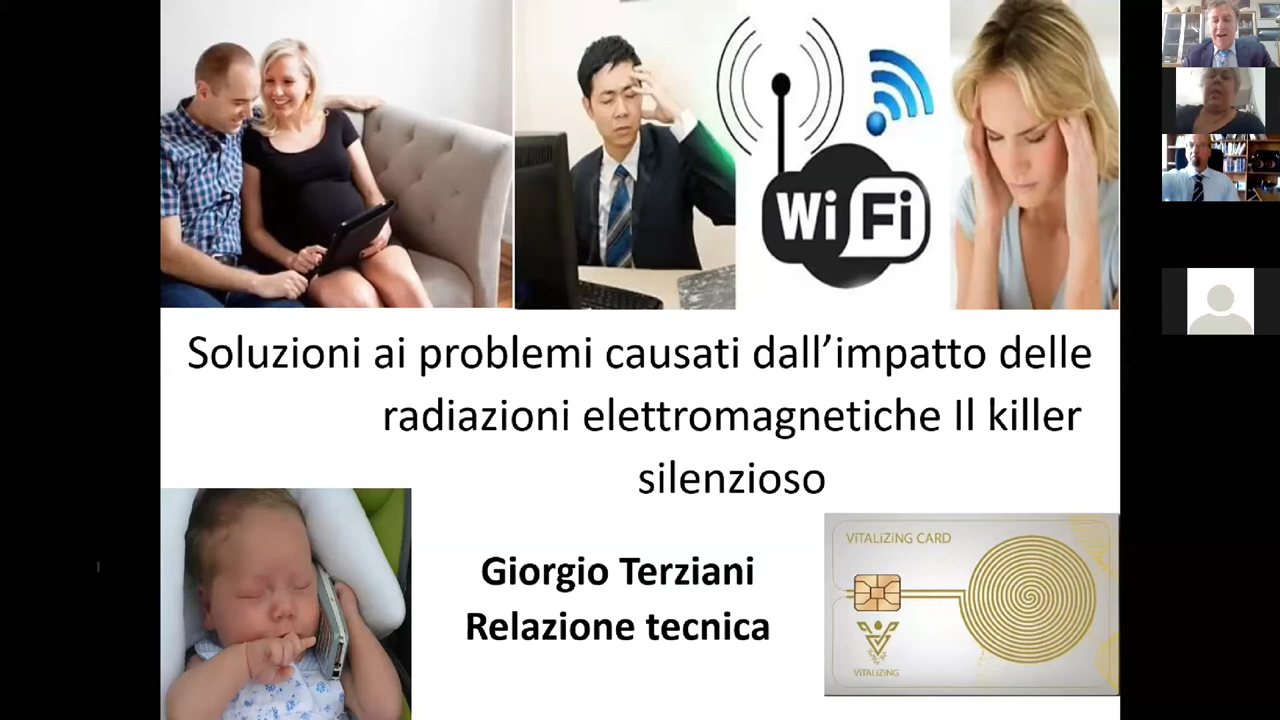 Wi Fi
Soluzioni ai problemi causati dall’impatto delle
radiazioni elettromagnetiche Il killer
silenzioso
Giorgio Terziani
Relazione tecnica
ViTALiZiNG CARD
ViTALiZiNG